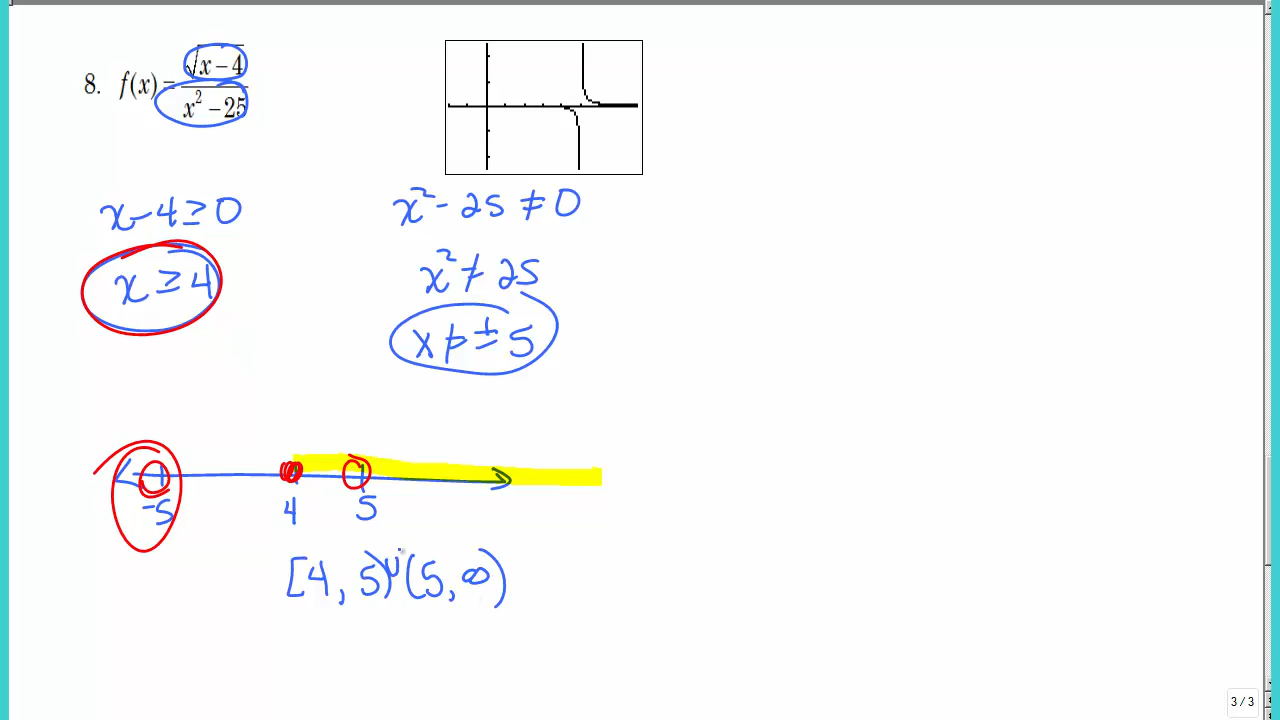 8. f(x) = √(x − 4) / (x² − 25)
x − 4 ≥ 0
x² − 25 ≠ 0
x ≥ 4
x² ≠ 25
x ≠ ± 5
−5 4 5
[4, 5) ∪ (5, ∞)
3 / 3